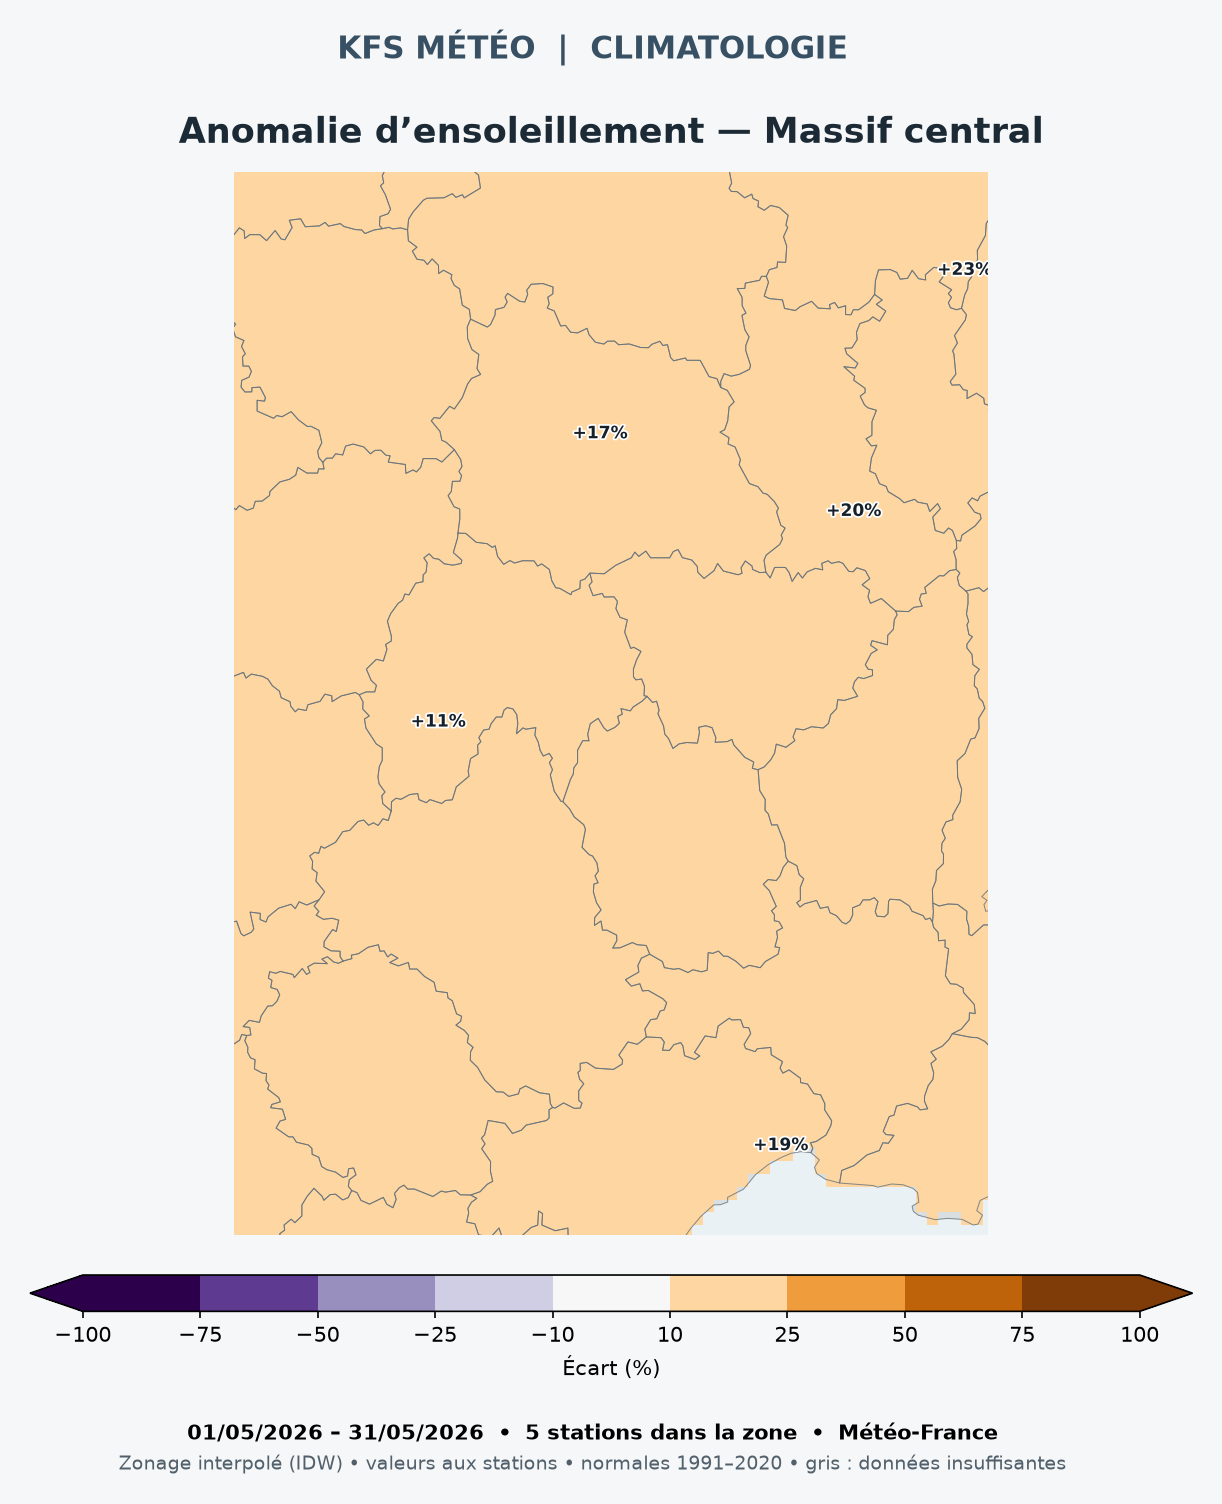 KFS MÉTÉO | CLIMATOLOGIE
Anomalie d’ensoleillement — Massif central
+23%
+17%
+20%
+11%
+19%
−100 −75 −50 −25 −10 10 25 50 75 100
Écart (%)
01/05/2026 – 31/05/2026 • 5 stations dans la zone • Météo-France
Zonage interpolé (IDW) • valeurs aux stations • normales 1991–2020 • gris : données insuffisantes